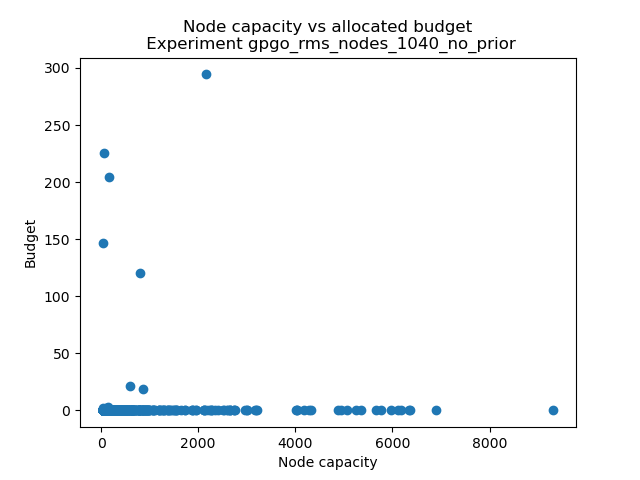 Node capacity vs allocated budget
Experiment gpgo_rms_nodes_1040_no_prior
300
250
200
150
100
50
0
Budget
0 2000 4000 6000 8000
Node capacity